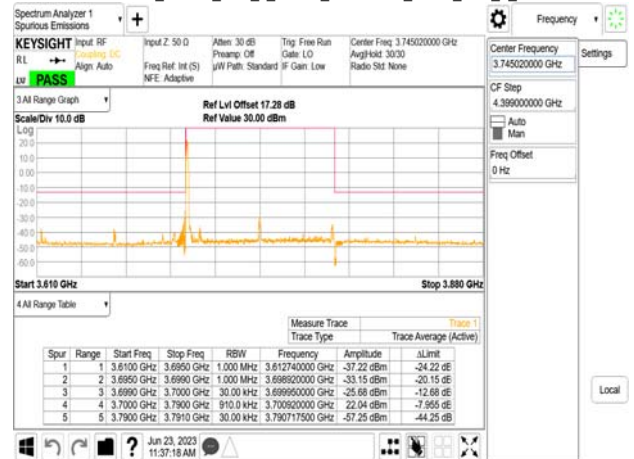 Spectrum Analyzer 1
Spurious Emissions
+
Frequency
KEYSIGHT Input: RF Input Z: 50 Ω Atten: 30 dB Trig: Free Run Center Freq: 3.745020000 GHz
RL Coupling: DC Preamp: Off Gate: LO Avg|Hold: 30/30
Align: Auto Freq Ref: Int (S) µW Path: Standard IF Gain: Low Radio Std: None
NFE: Adaptive
LU PASS
3 All Range Graph
Ref Lvl Offset 17.28 dB
Scale/Div 10.0 dB Ref Value 30.00 dBm
Log
20.0
10.0
0.00
-10.0
-20.0
-30.0
-40.0
-50.0
-60.0
Start 3.610 GHz Stop 3.880 GHz
4 All Range Table
Measure Trace Trace 1
Trace Type Trace Average (Active)
Spur Range Start Freq Stop Freq RBW Frequency Amplitude ΔLimit
1 1 3.6100 GHz 3.6950 GHz 1.000 MHz 3.612740000 GHz -37.22 dBm -24.22 dB
2 2 3.6950 GHz 3.6990 GHz 1.000 MHz 3.698920000 GHz -33.15 dBm -20.15 dB
3 3 3.6990 GHz 3.7000 GHz 30.00 kHz 3.699950000 GHz -25.68 dBm -12.68 dB
4 4 3.7000 GHz 3.7900 GHz 910.0 kHz 3.700920000 GHz 22.04 dBm -7.955 dB
5 5 3.7900 GHz 3.7910 GHz 30.00 kHz 3.790717500 GHz -57.25 dBm -44.25 dB
Jun 23, 2023
11:37:18 AM
?
Center Frequency
3.745020000 GHz
Settings
CF Step
4.399000000 GHz
Auto
Man
Freq Offset
0 Hz
Local